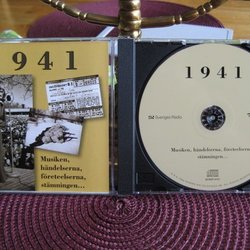 1941
Musiken,
händelserna,
företeelserna,
stämningen...
1941
Sveriges Radio
Musiken, händelserna, företeelserna,
stämningen...